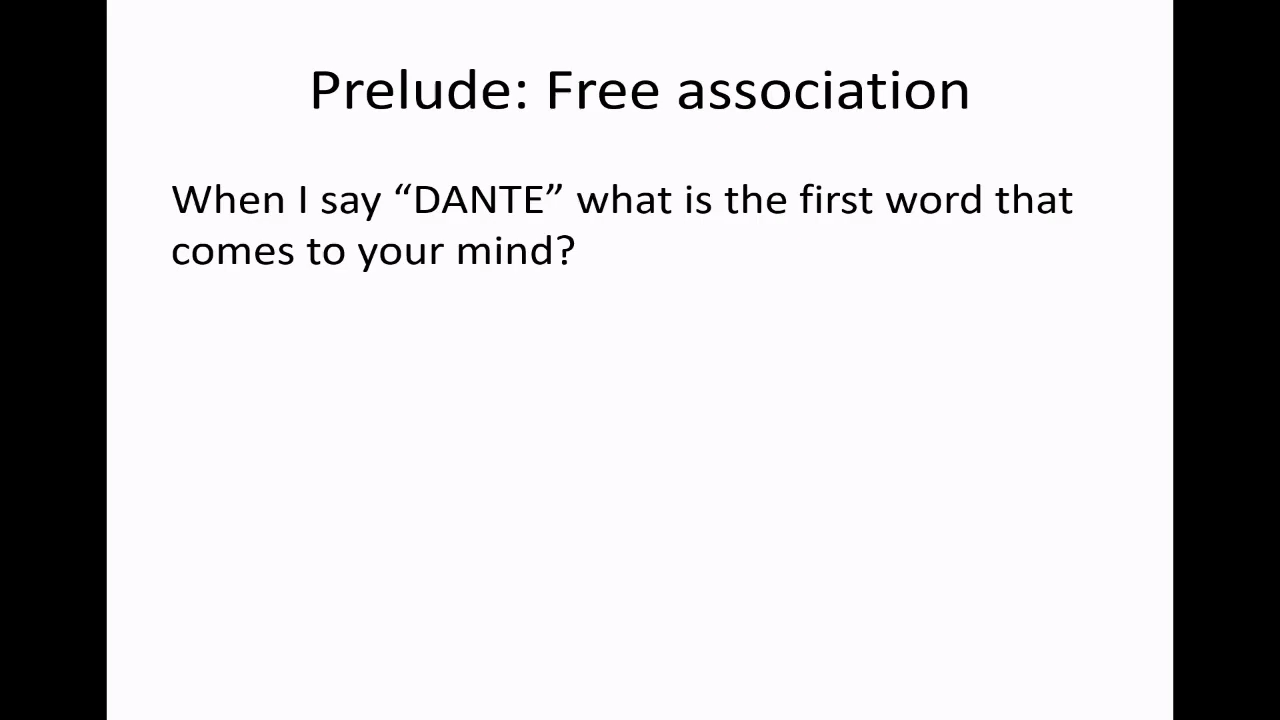 Prelude: Free association
When I say “DANTE” what is the first word that
comes to your mind?